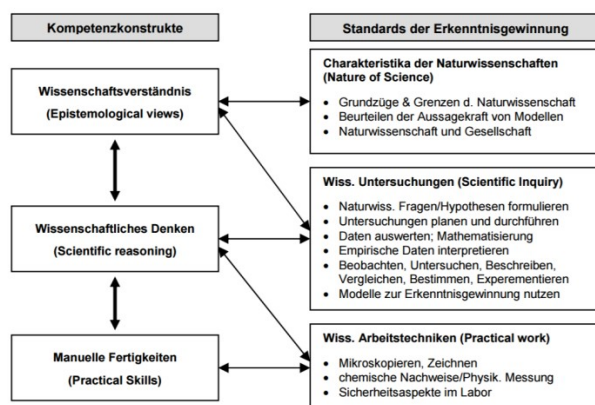 Kompetenzkonstrukte
Standards der Erkenntnisgewinnung
Wissenschaftsverständnis
(Epistemological views)
Charakteristika der Naturwissenschaften
(Nature of Science)
• Grundzüge & Grenzen d. Naturwissenschaft
• Beurteilen der Aussagekraft von Modellen
• Naturwissenschaft und Gesellschaft
Wissenschaftliches Denken
(Scientific reasoning)
Wiss. Untersuchungen (Scientific Inquiry)
• Naturwiss. Fragen/Hypothesen formulieren
• Untersuchungen planen und durchführen
• Daten auswerten; Mathematisierung
• Empirische Daten interpretieren
• Beobachten, Untersuchen, Beschreiben,
Vergleichen, Bestimmen, Experementieren
• Modelle zur Erkenntnisgewinnung nutzen
Manuelle Fertigkeiten
(Practical Skills)
Wiss. Arbeitstechniken (Practical work)
• Mikroskopieren, Zeichnen
• chemische Nachweise/Physik. Messung
• Sicherheitsaspekte im Labor